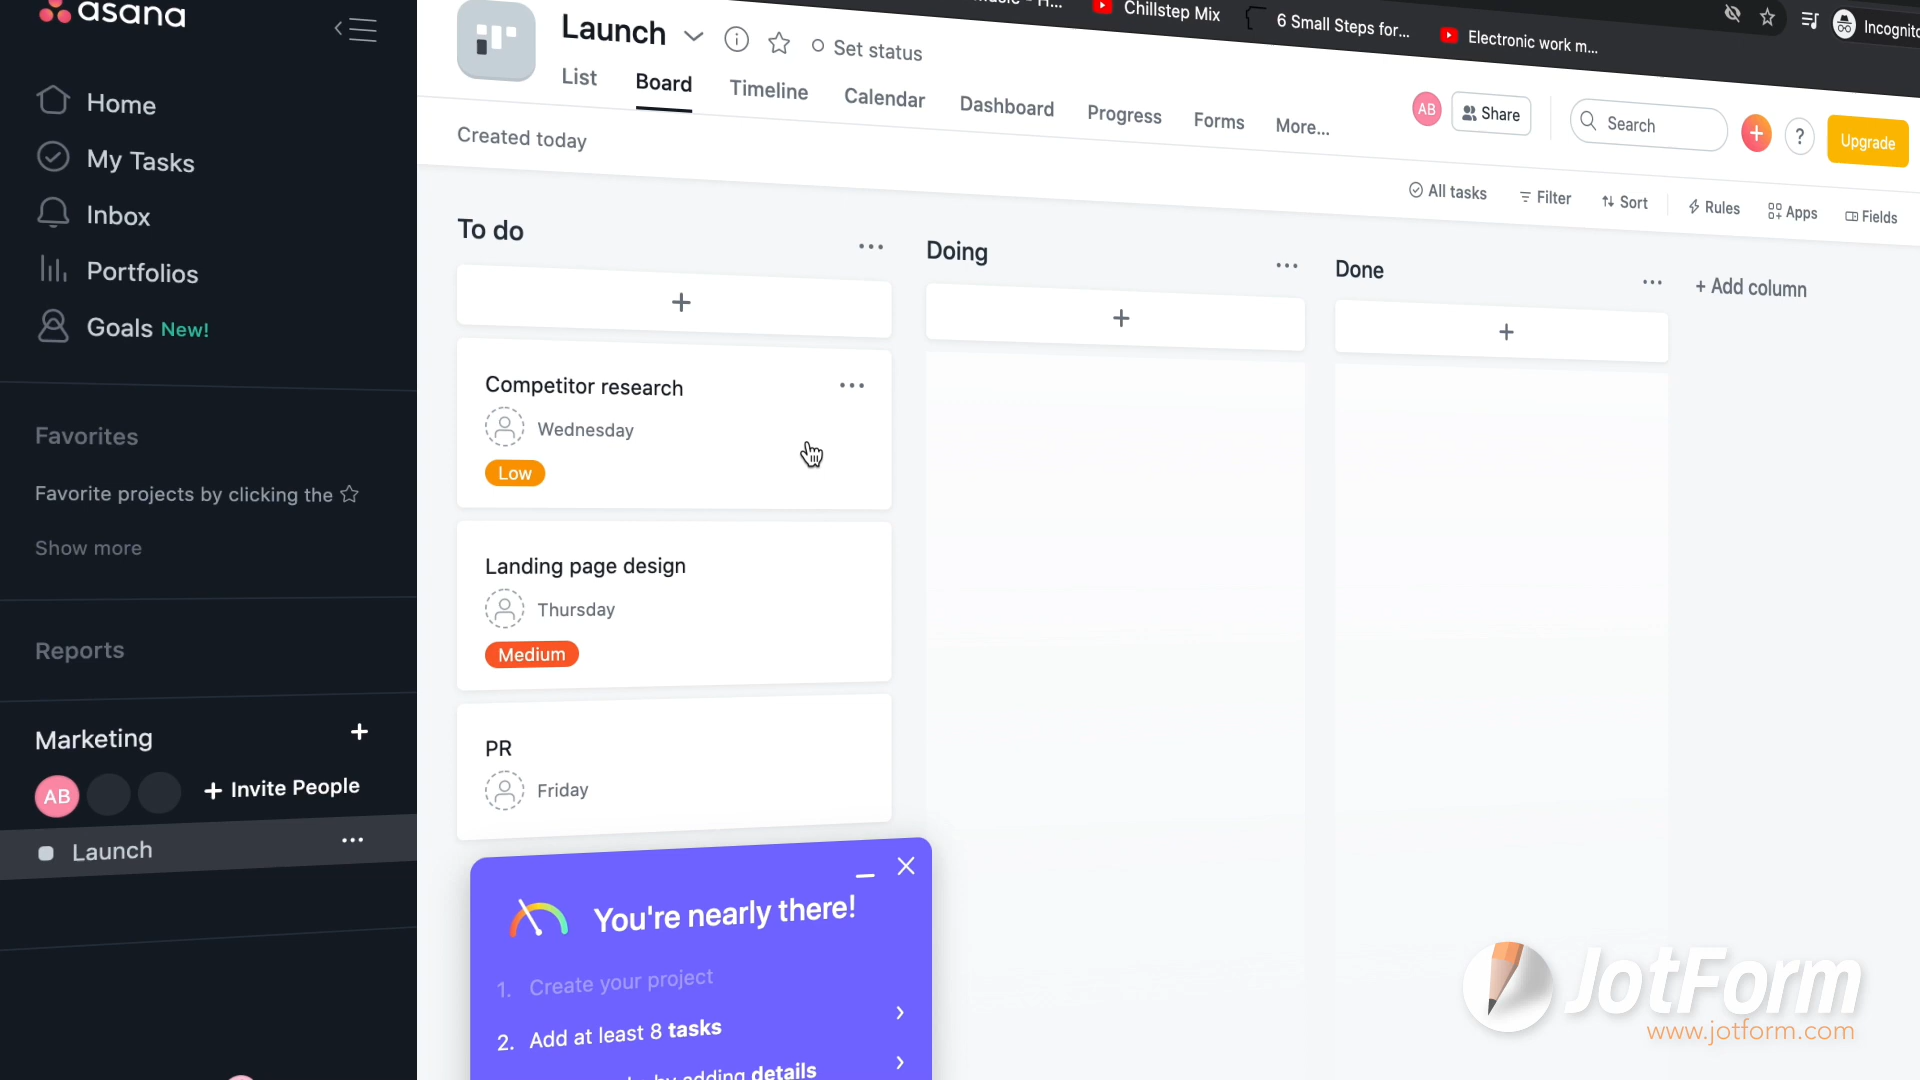 asana
Home
My Tasks
Inbox
Portfolios
Goals New!
Favorites
Favorite projects by clicking the
Show more
Reports
Marketing
+
AB
+ Invite People
Launch
...
Chillstep Mix
6 Small Steps for...
Electronic work m...
Incognito
Launch
Set status
List
Board
Timeline
Calendar
Dashboard
Progress
Forms
More...
AB
Share
Search
+
?
Upgrade
Created today
All tasks
Filter
Sort
Rules
Apps
Fields
To do
...
+
Competitor research
...
Wednesday
Low
Landing page design
Thursday
Medium
PR
Friday
Doing
...
+
Done
...
+
+ Add column
You're nearly there!
1. Create your project
2. Add at least 8 tasks
by adding details
JotForm
www.jotform.com